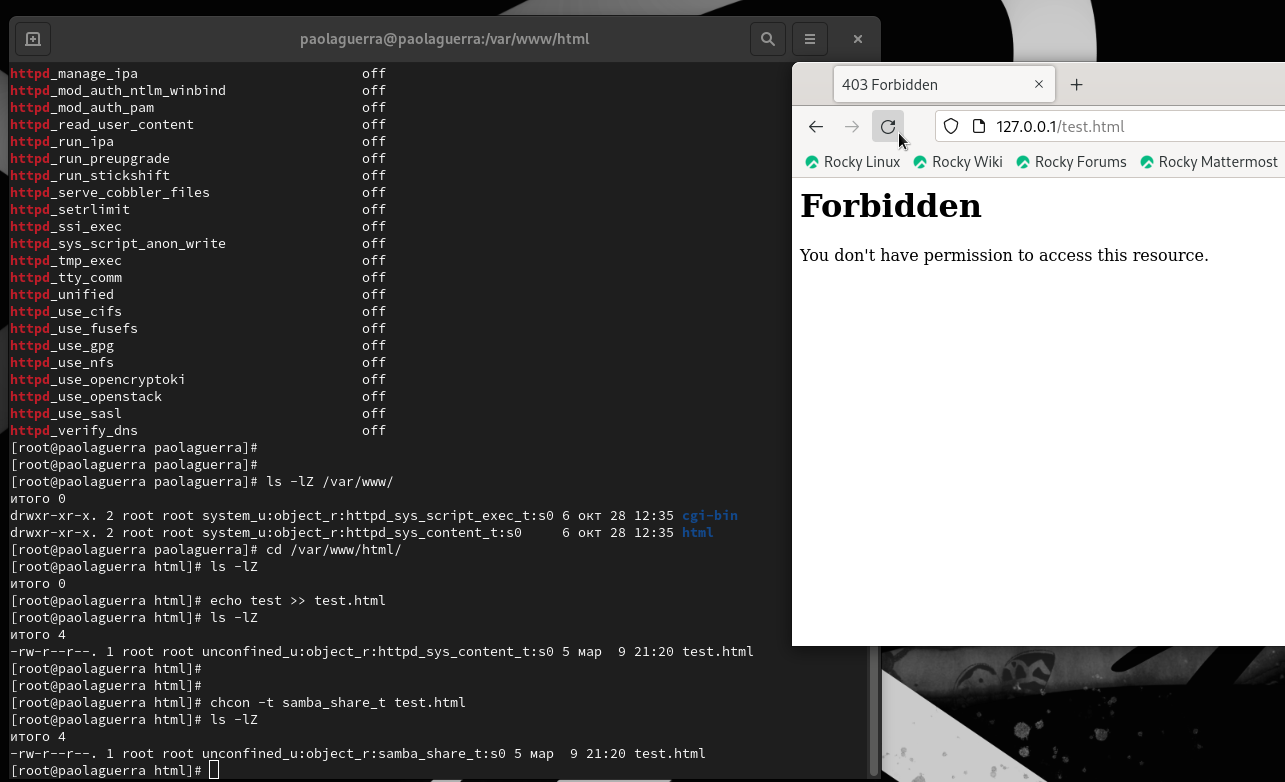 paolaguerra@paolaguerra:/var/www/html
httpd_manage_ipa off
httpd_mod_auth_ntlm_winbind off
httpd_mod_auth_pam off
httpd_read_user_content off
httpd_run_ipa off
httpd_run_preupgrade off
httpd_run_stickshift off
httpd_serve_cobbler_files off
httpd_setrlimit off
httpd_ssi_exec off
httpd_sys_script_anon_write off
httpd_tmp_exec off
httpd_tty_comm off
httpd_unified off
httpd_use_cifs off
httpd_use_fusefs off
httpd_use_gpg off
httpd_use_nfs off
httpd_use_opencryptoki off
httpd_use_openstack off
httpd_use_sasl off
httpd_verify_dns off
[root@paolaguerra paolaguerra]#
[root@paolaguerra paolaguerra]#
[root@paolaguerra paolaguerra]# ls -lZ /var/www/
итого 0
drwxr-xr-x. 2 root root system_u:object_r:httpd_sys_script_exec_t:s0 6 окт 28 12:35 cgi-bin
drwxr-xr-x. 2 root root system_u:object_r:httpd_sys_content_t:s0 6 окт 28 12:35 html
[root@paolaguerra paolaguerra]# cd /var/www/html/
[root@paolaguerra html]# ls -lZ
итого 0
[root@paolaguerra html]# echo test >> test.html
[root@paolaguerra html]# ls -lZ
итого 4
-rw-r--r--. 1 root root unconfined_u:object_r:httpd_sys_content_t:s0 5 мар 9 21:20 test.html
[root@paolaguerra html]#
[root@paolaguerra html]#
[root@paolaguerra html]# chcon -t samba_share_t test.html
[root@paolaguerra html]# ls -lZ
итого 4
-rw-r--r--. 1 root root unconfined_u:object_r:samba_share_t:s0 5 мар 9 21:20 test.html
[root@paolaguerra html]#
403 Forbidden
127.0.0.1/test.html
Rocky Linux Rocky Wiki Rocky Forums Rocky Mattermost
Forbidden
You don't have permission to access this resource.